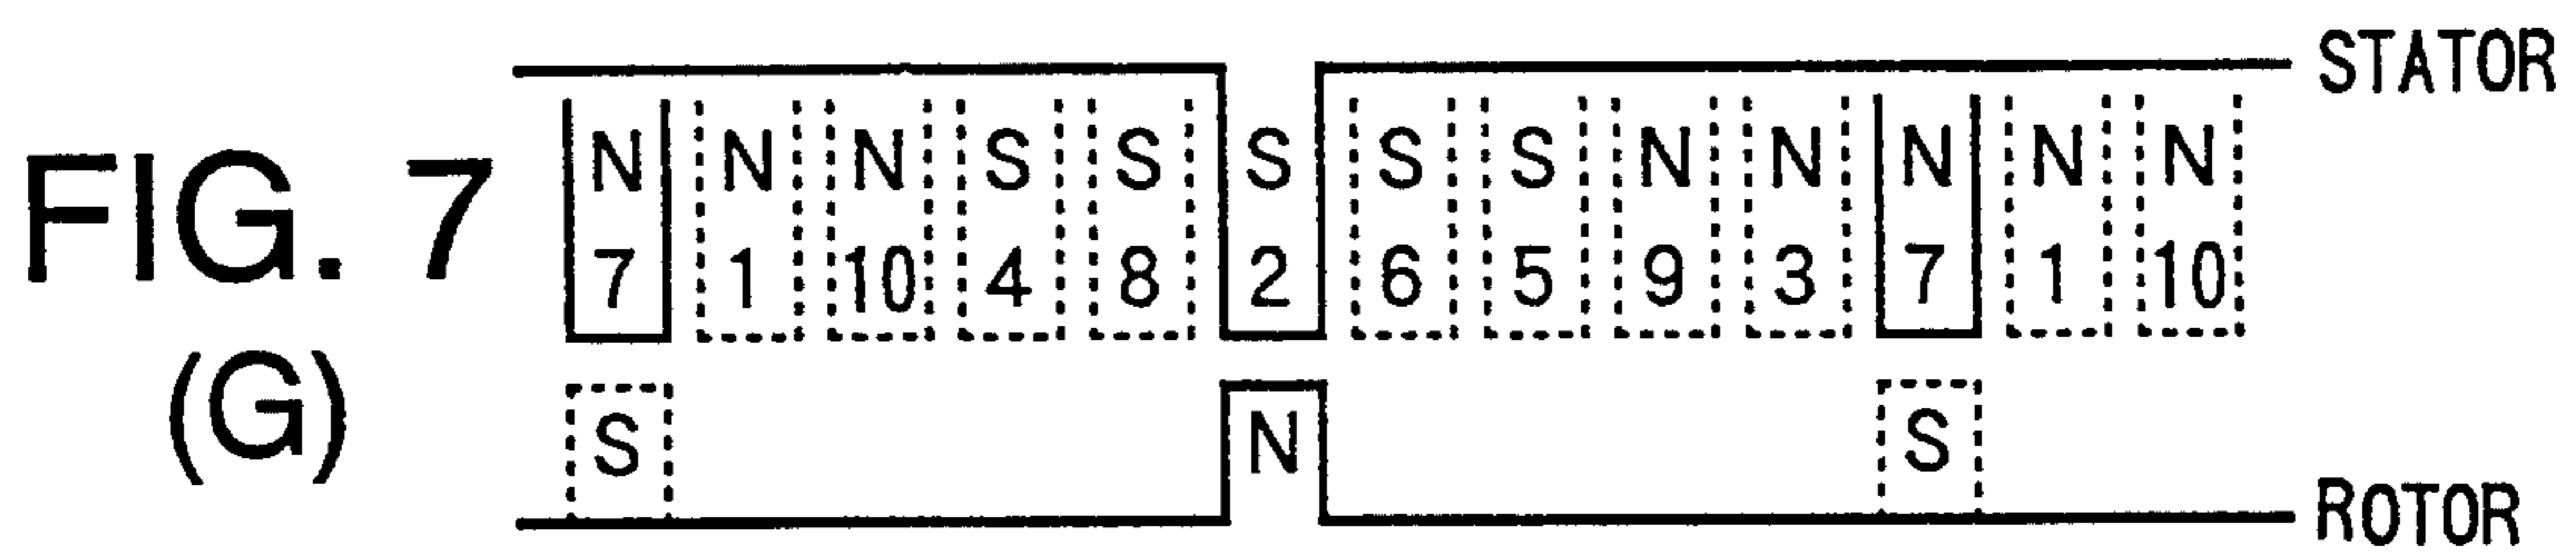 FIG. 7
(G)
STATOR
N N N S S S S S N N N N N
7 1 10 4 8 2 6 5 9 3 7 1 10
S N S
ROTOR